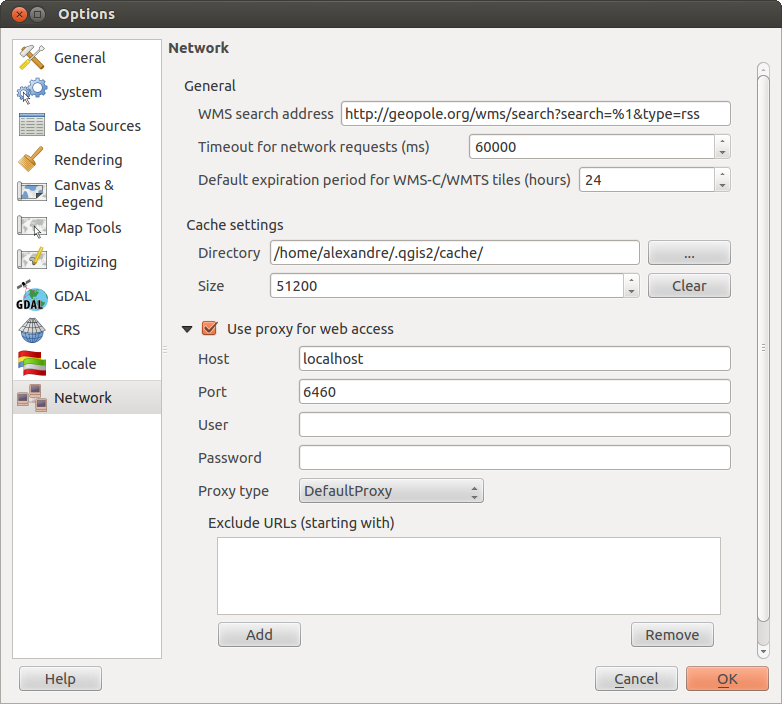 Options
General
System
Data Sources
Rendering
Canvas &
Legend
Map Tools
Digitizing
GDAL
GDAL
CRS
Locale
Network
Network
General
WMS search address http://geopole.org/wms/search?search=%1&type=rss
Timeout for network requests (ms) 60000
Default expiration period for WMS-C/WMTS tiles (hours) 24
Cache settings
Directory /home/alexandre/.qgis2/cache/ ...
Size 51200 Clear
Use proxy for web access
Host localhost
Port 6460
User
Password
Proxy type DefaultProxy
Exclude URLs (starting with)
Add Remove
Help Cancel OK